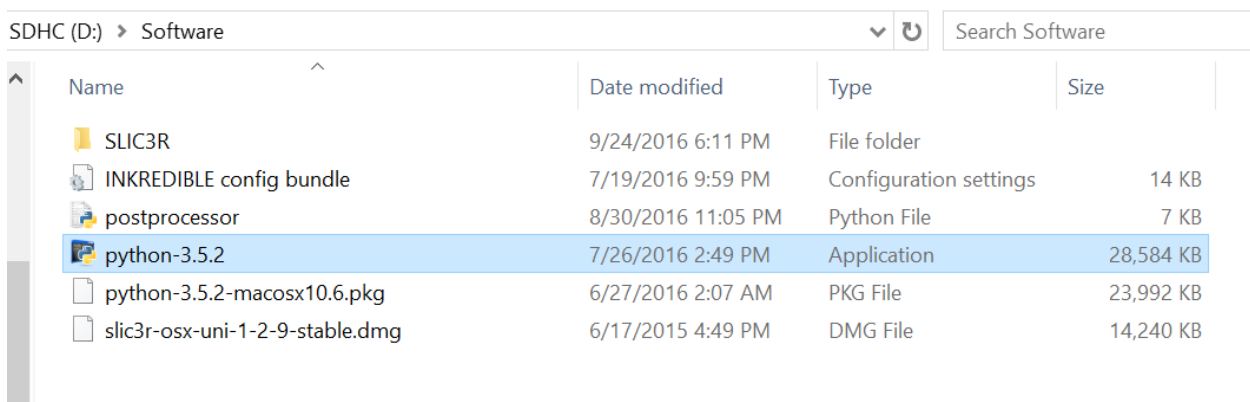 SDHC (D:) > Software Search Software
Name Date modified Type Size
SLIC3R 9/24/2016 6:11 PM File folder
INKREDIBLE config bundle 7/19/2016 9:59 PM Configuration settings 14 KB
postprocessor 8/30/2016 11:05 PM Python File 7 KB
python-3.5.2 7/26/2016 2:49 PM Application 28,584 KB
python-3.5.2-macosx10.6.pkg 6/27/2016 2:07 AM PKG File 23,992 KB
slic3r-osx-uni-1-2-9-stable.dmg 6/17/2015 4:49 PM DMG File 14,240 KB